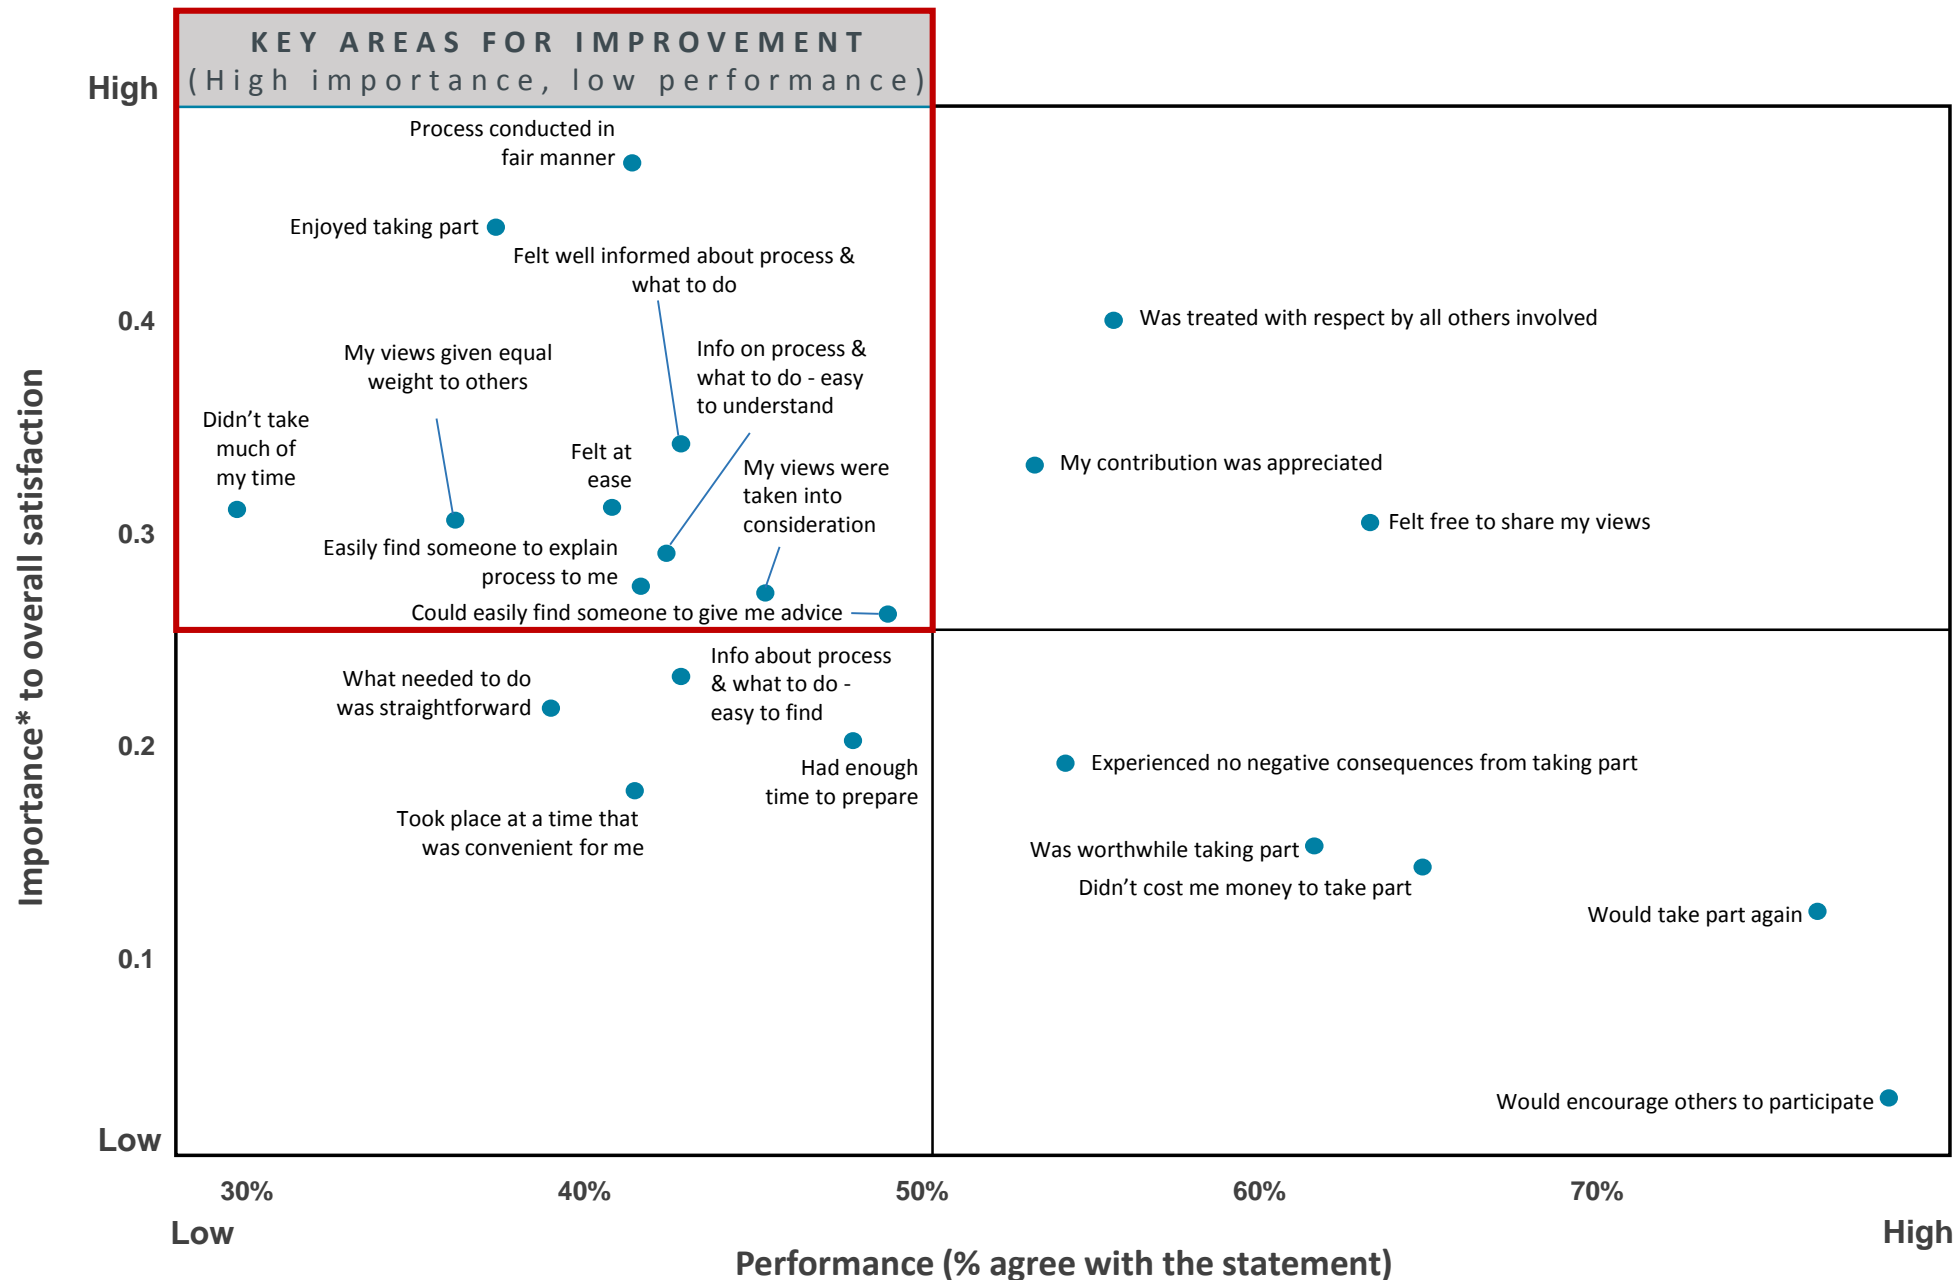 KEY AREAS FOR IMPROVEMENT
(High importance, low performance)
High
Process conducted in
fair manner
Enjoyed taking part
Felt well informed about process &
what to do
0.4
Was treated with respect by all others involved
My views given equal
weight to others
Info on process &
what to do - easy
to understand
Didn’t take
much of
my time
Felt at
ease
My views were
taken into
consideration
My contribution was appreciated
0.3
Felt free to share my views
Easily find someone to explain
process to me
Could easily find someone to give me advice
Importance* to overall satisfaction
What needed to do
was straightforward
Info about process
& what to do -
easy to find
0.2
Had enough
time to prepare
Experienced no negative consequences from taking part
Took place at a time that
was convenient for me
Was worthwhile taking part
Didn’t cost me money to take part
Would take part again
0.1
Would encourage others to participate
Low
30%
40%
50%
60%
70%
Low
High
Performance (% agree with the statement)